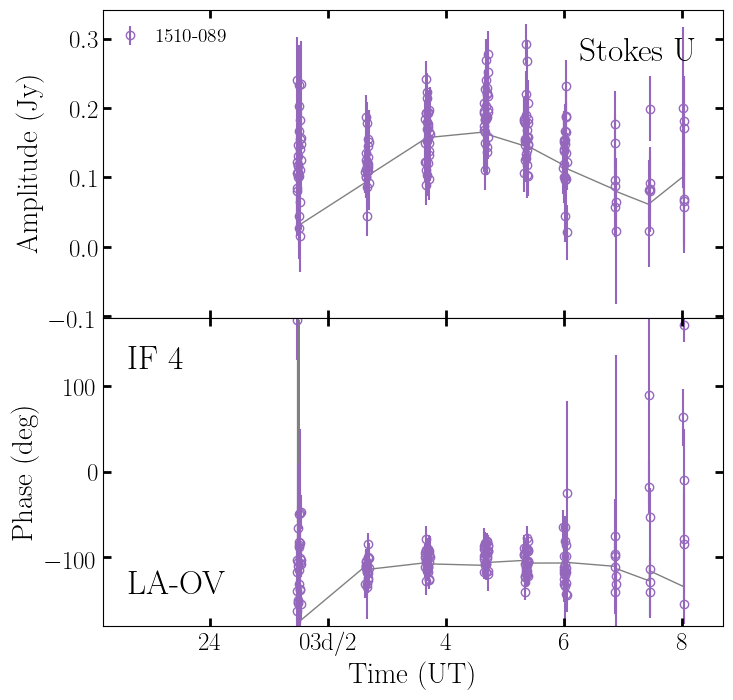 1510-089
Stokes U
0.3
0.2
0.1
0.0
−0.1
Amplitude (Jy)
IF 4
100
0
−100
Phase (deg)
LA-OV
24
03d/2
4
6
8
Time (UT)